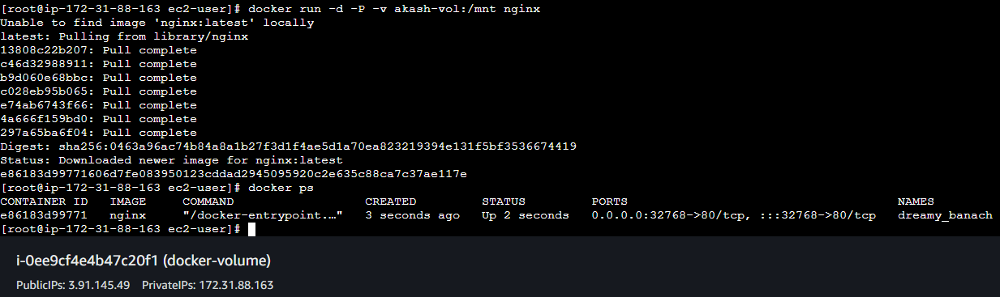 [root@ip-172-31-88-163 ec2-user]# docker run -d -P -v akash-vol:/mnt nginx
Unable to find image 'nginx:latest' locally
latest: Pulling from library/nginx
13808c22b207: Pull complete
c46d32988911: Pull complete
b9d060e68bbc: Pull complete
c028eb95b065: Pull complete
e74ab6743f66: Pull complete
4a666f159bd0: Pull complete
297a65ba6f04: Pull complete
Digest: sha256:0463a96ac74b84a8a1b27f3d1f4ae5d1a70ea823219394e131f5bf3536674419
Status: Downloaded newer image for nginx:latest
e86183d99771606d7fe083950123cddad2945095920c2e635c88ca7c37ae117e
[root@ip-172-31-88-163 ec2-user]# docker ps
CONTAINER ID   IMAGE     COMMAND                  CREATED         STATUS         PORTS                                     NAMES
e86183d99771   nginx     "/docker-entrypoint.…"   3 seconds ago   Up 2 seconds   0.0.0.0:32768->80/tcp, :::32768->80/tcp   dreamy_banach
[root@ip-172-31-88-163 ec2-user]#
i-0ee9cf4e4b47c20f1 (docker-volume)
PublicIPs: 3.91.145.49 PrivateIPs: 172.31.88.163